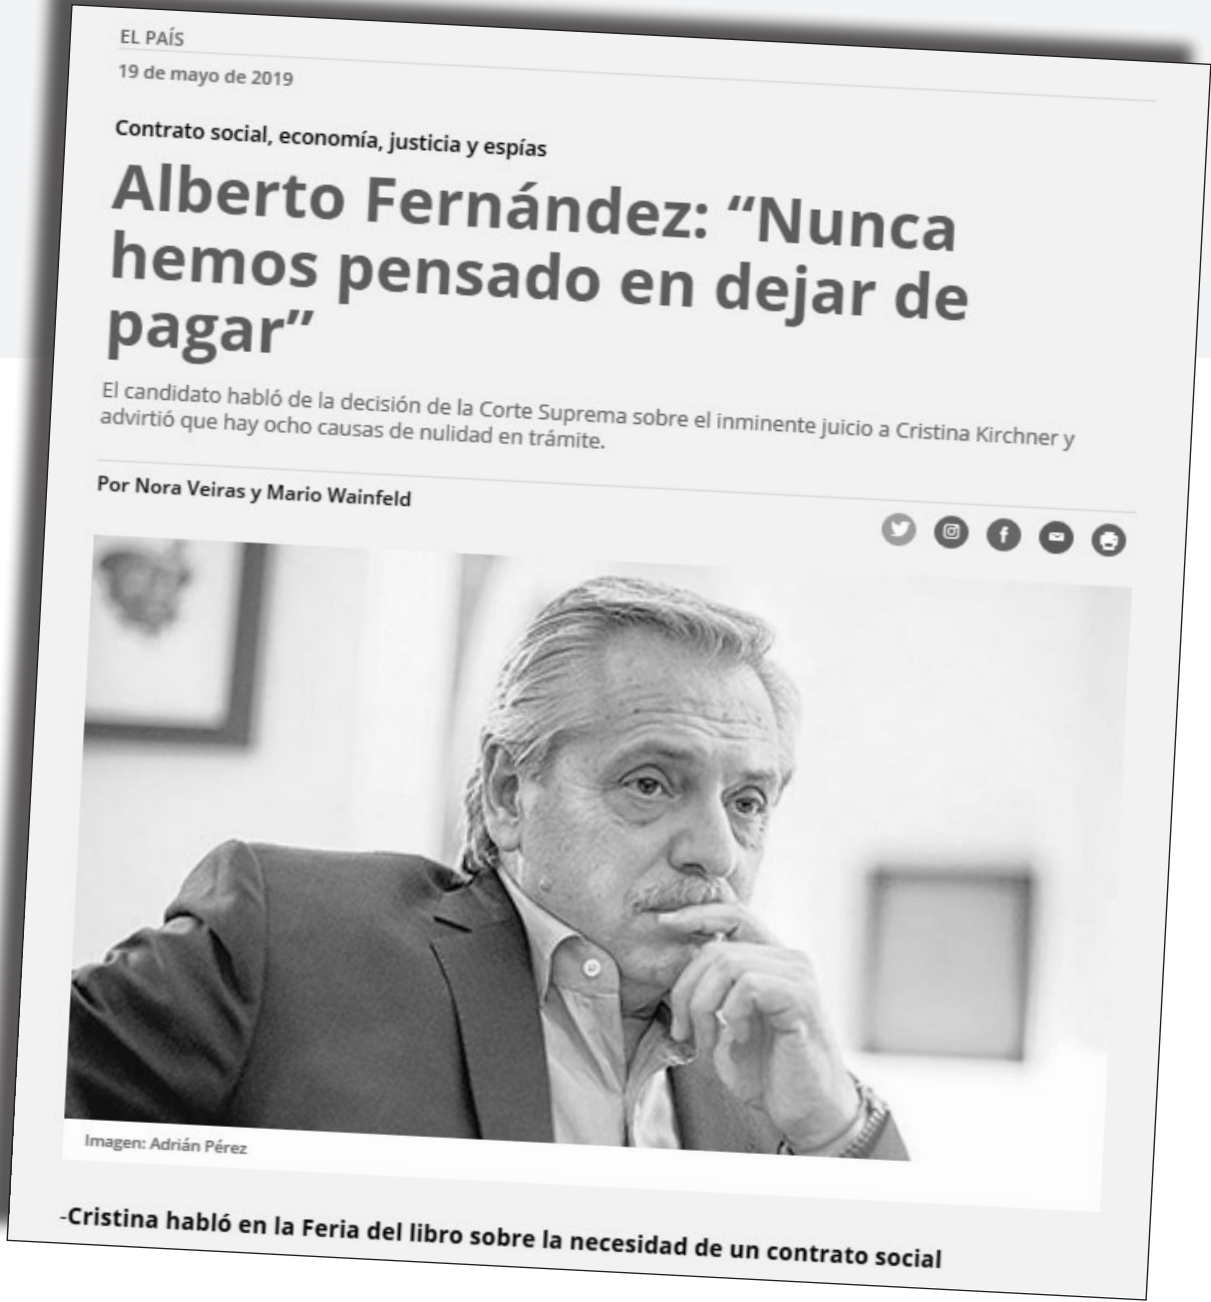 EL PAÍS
19 de mayo de 2019
Contrato social, economía, justicia y espías
Alberto Fernández: “Nunca
hemos pensado en dejar de
pagar”
El candidato habló de la decisión de la Corte Suprema sobre el inminente juicio a Cristina Kirchner y
advirtió que hay ocho causas de nulidad en trámite.
Por Nora Veiras y Mario Wainfeld
Imagen: Adrián Pérez
-Cristina habló en la Feria del libro sobre la necesidad de un contrato social